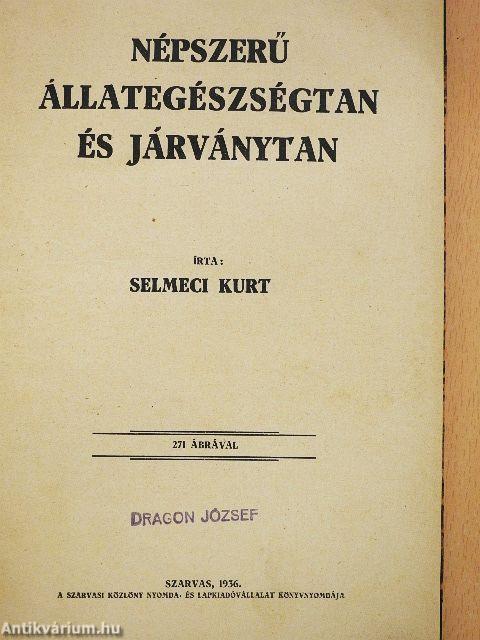 NÉPSZERŰ
ÁLLATEGÉSZSÉGTAN
ÉS JÁRVÁNYTAN
ÍRTA:
SELMECI KURT
271 ÁBRÁVAL
DRAGON JÓZSEF
SZARVAS, 1936.
A SZARVASI KÖZLÖNY NYOMDA- ÉS LAPKIADÓVÁLLALAT KÖNYVNYOMDÁJA
Antikvárium.hu